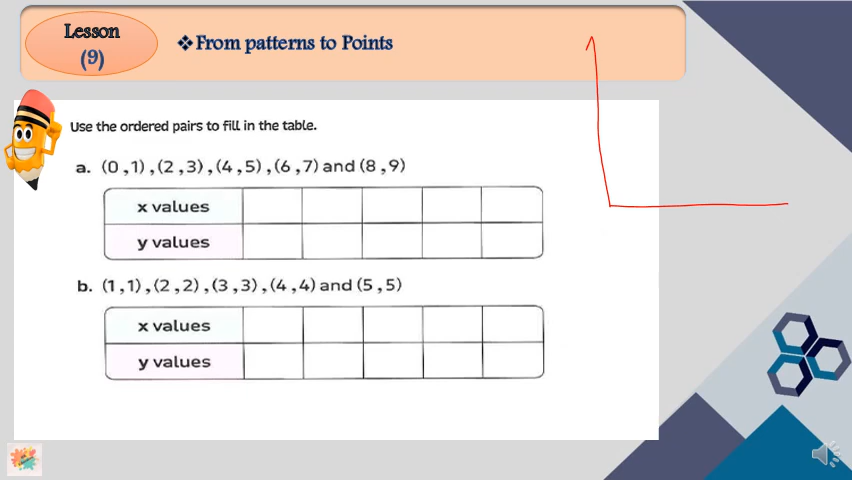 Lesson
(9)
❖From patterns to Points
Use the ordered pairs to fill in the table.
a. (0 ,1) ,(2 ,3) ,(4 ,5) ,(6 ,7) and (8 ,9)
x values
y values
b. (1 ,1) ,(2 ,2) ,(3 ,3) ,(4 ,4) and (5 ,5)
x values
y values